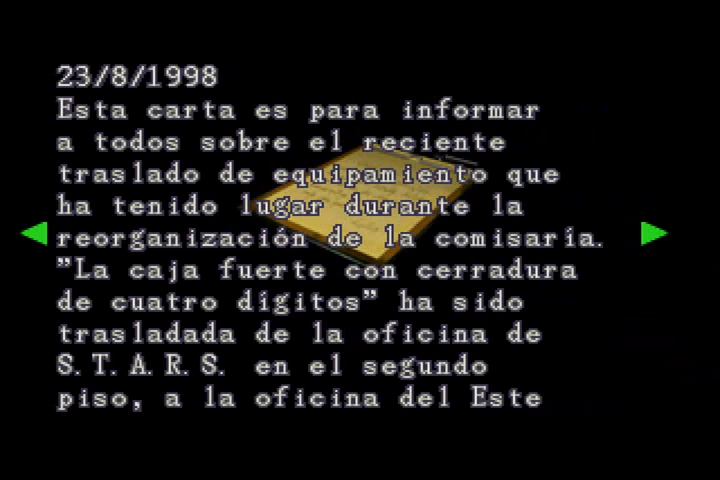 23/8/1998
Esta carta es para informar
a todos sobre el reciente
traslado de equipamiento que
ha tenido lugar durante la
reorganización de la comisaría.
"La caja fuerte con cerradura
de cuatro dígitos" ha sido
trasladada de la oficina de
S.T.A.R.S. en el segundo
piso, a la oficina del Este